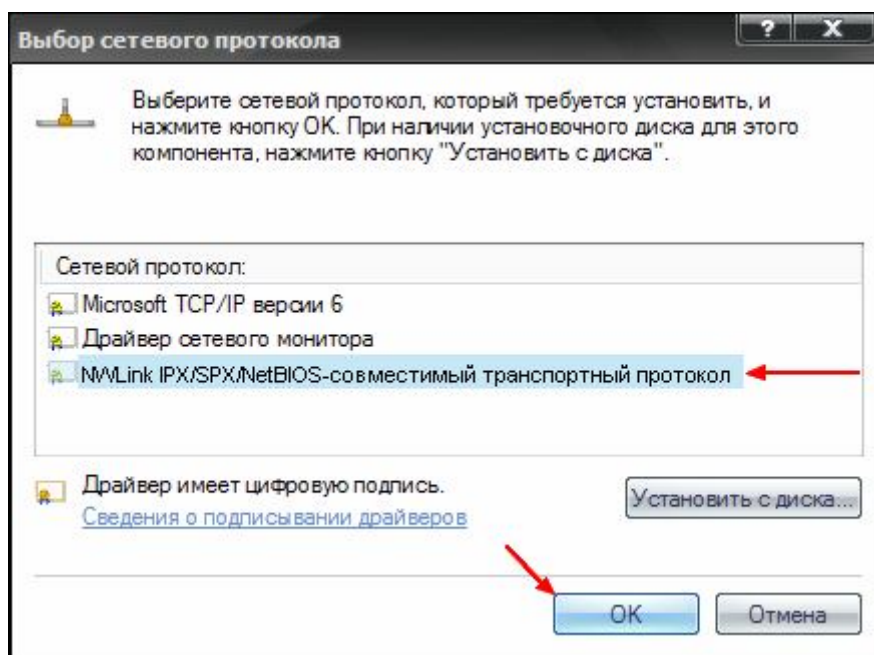 Выбор сетевого протокола
? X
Выберите сетевой протокол, который требуется установить, и
нажмите кнопку ОК. При наличии установочного диска для этого
компонента, нажмите кнопку "Установить с диска".
Сетевой протокол:
Microsoft TCP/IP версии 6
Драйвер сетевого монитора
NWLink IPX/SPX/NetBIOS-совместимый транспортный протокол
Драйвер имеет цифровую подпись.
Сведения о подписывании драйверов
Установить с диска...
ОК
Отмена